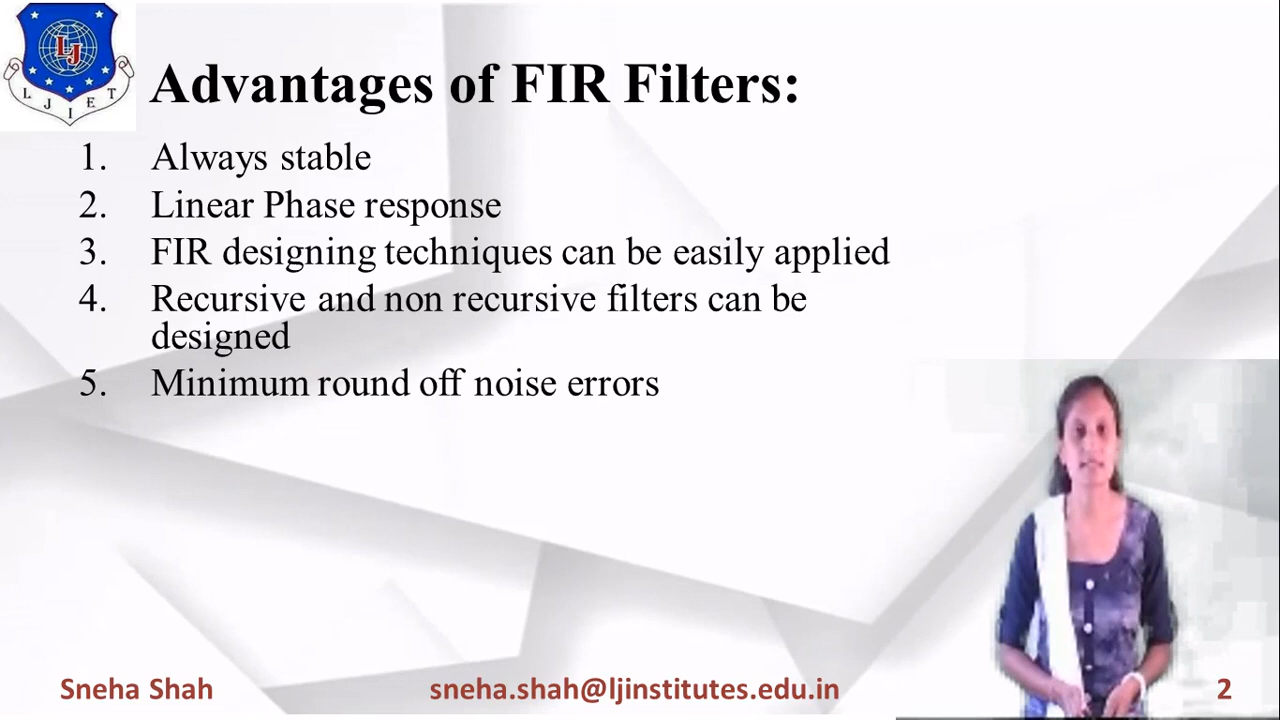 LJ
LJIET
Advantages of FIR Filters:
1. Always stable
2. Linear Phase response
3. FIR designing techniques can be easily applied
4. Recursive and non recursive filters can be
designed
5. Minimum round off noise errors
Sneha Shah sneha.shah@ljinstitutes.edu.in 2